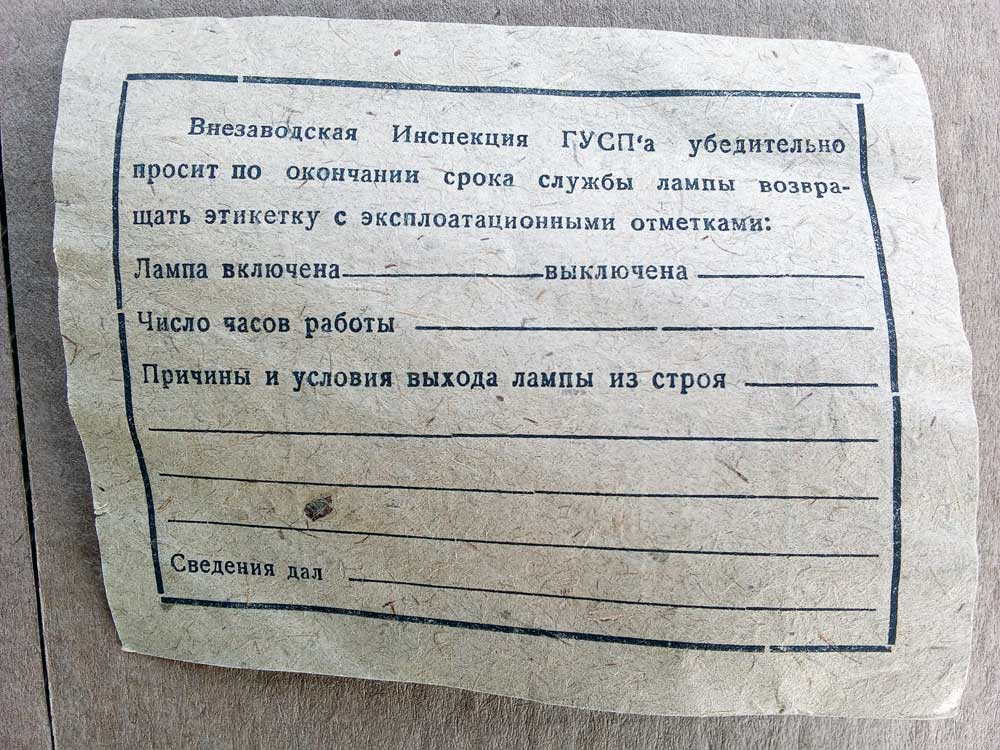 Внезаводская Инспекция ГУСП‘а убедительно
просит по окончании срока службы лампы возвра-
щать этикетку с эксплоатационными отметками:
Лампа включена выключена
Число часов работы
Причины и условия выхода лампы из строя
Сведения дал